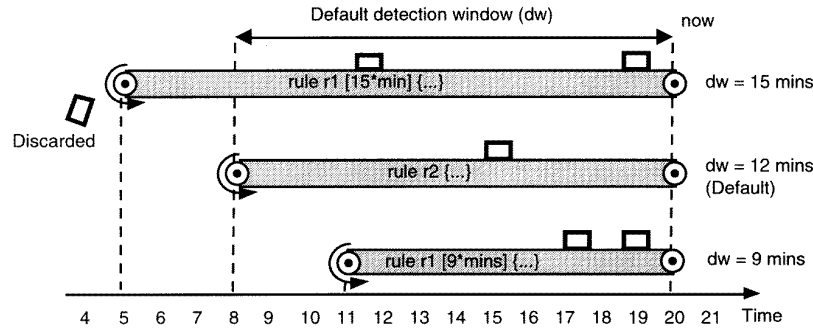 Default detection window (dw)
now
rule r1 [15*min] {...}
dw = 15 mins
Discarded
rule r2 {...}
dw = 12 mins
(Default)
rule r1 [9*mins] {...}
dw = 9 mins
4 5 6 7 8 9 10 11 12 13 14 15 16 17 18 19 20 21 Time